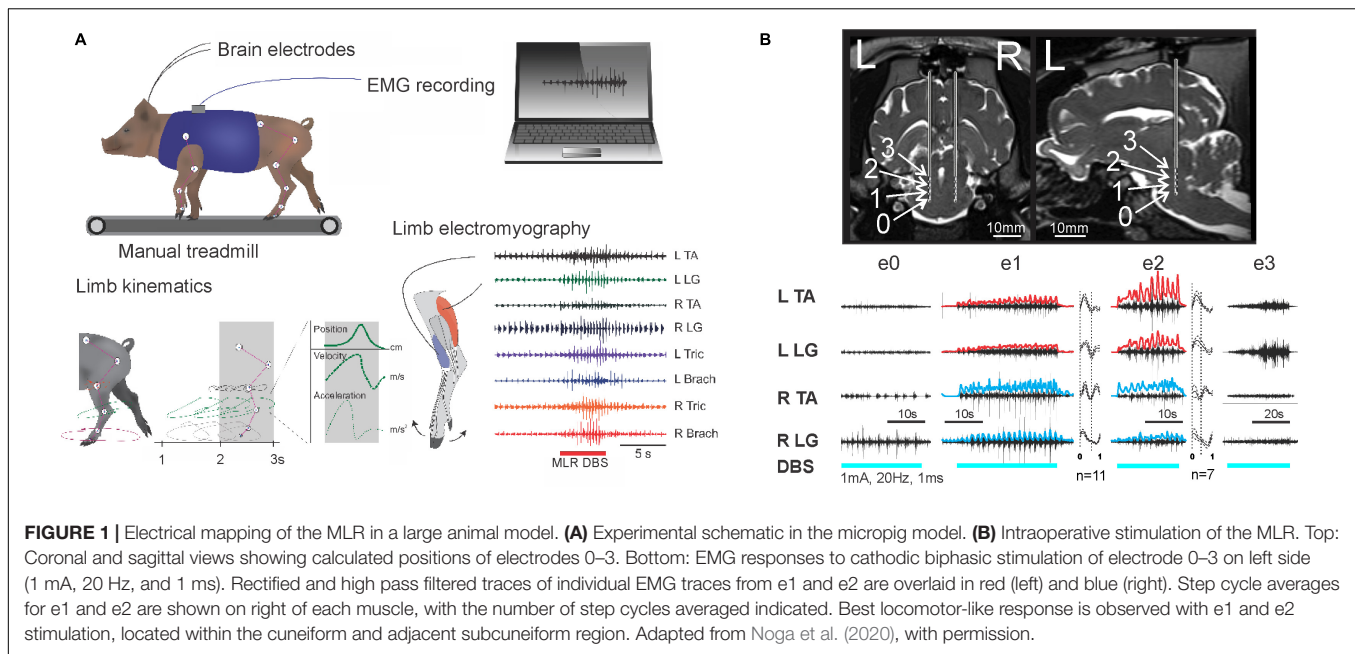 A
Brain electrodes
EMG recording
Manual treadmill
Limb kinematics
Position
cm
Velocity
m/s
Acceleration
m/s²
1 2 3s
Limb electromyography
L TA
L LG
R TA
R LG
L Tric
L Brach
R Tric
R Brach
MLR DBS
5 s
B
L R L
3 3
2 2
1 1
0 0
10mm 10mm
e0 e1 e2 e3
L TA
L LG
R TA
10s 10s 10s 20s
R LG
0 1 0 1
DBS
1mA, 20Hz, 1ms n=11 n=7
FIGURE 1 | Electrical mapping of the MLR in a large animal model. (A) Experimental schematic in the micropig model. (B) Intraoperative stimulation of the MLR. Top:
Coronal and sagittal views showing calculated positions of electrodes 0–3. Bottom: EMG responses to cathodic biphasic stimulation of electrode 0–3 on left side
(1 mA, 20 Hz, and 1 ms). Rectified and high pass filtered traces of individual EMG traces from e1 and e2 are overlaid in red (left) and blue (right). Step cycle averages
for e1 and e2 are shown on right of each muscle, with the number of step cycles averaged indicated. Best locomotor-like response is observed with e1 and e2
stimulation, located within the cuneiform and adjacent subcuneiform region. Adapted from Noga et al. (2020), with permission.